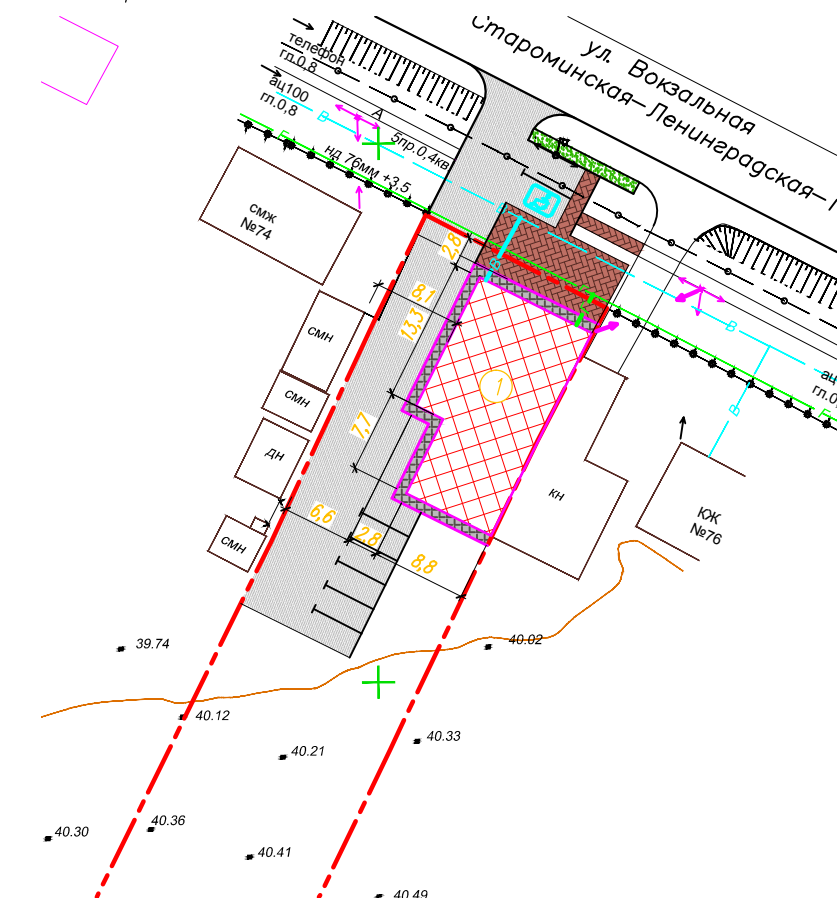 ул. Вокзальная
Староминская–Ленинградская–
телефон
гл.0,8
ац100
гл.0,8
В
А
5пр.0,4кв
Г
нд 76мм +3,5
смж
№74
2,8
8,1
13,3
В
1
смн
7,7
смн
дн
смн
6,6
2,8
8,8
кн
КЖ
№76
В
В
ац
гл.0,
Г
39.74
40.02
40.12
40.21
40.33
40.30
40.36
40.41
40.49